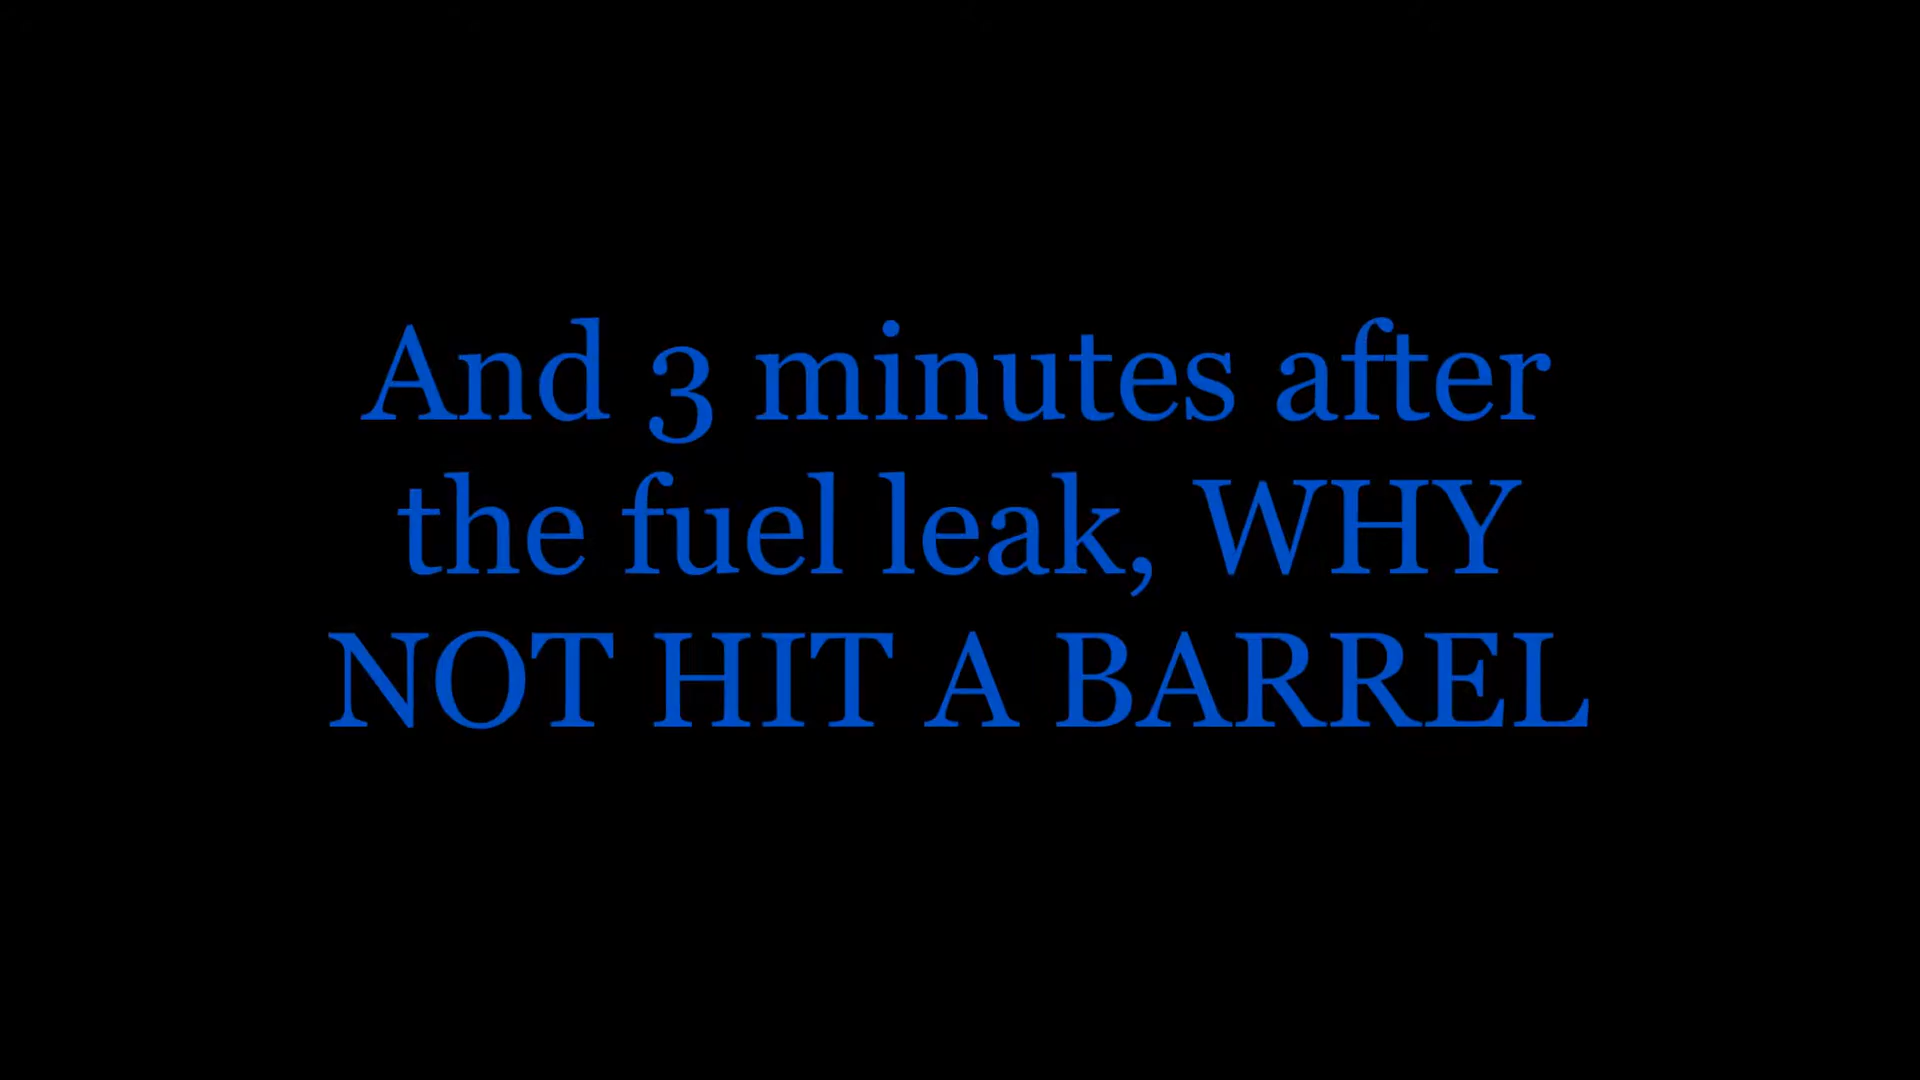 And 3 minutes after
the fuel leak, WHY
NOT HIT A BARREL